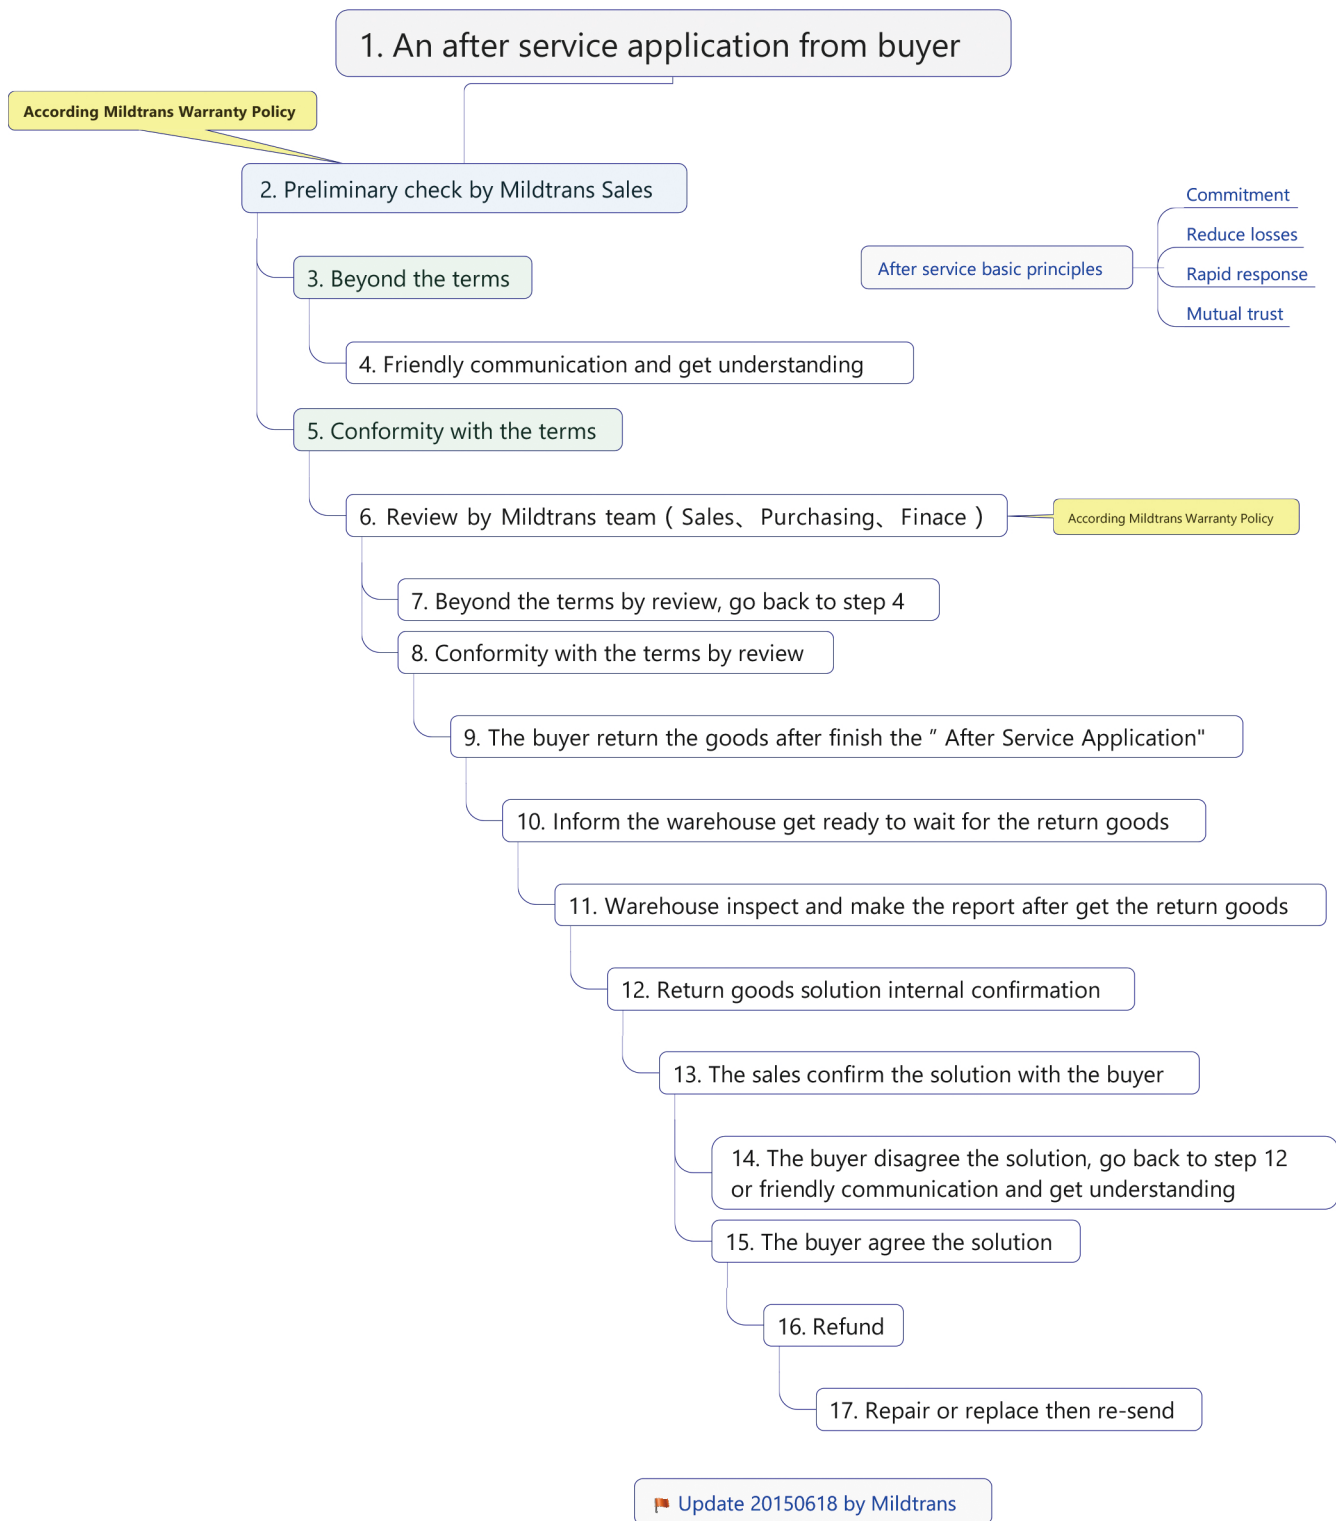 1. An after service application from buyer
According Mildtrans Warranty Policy
2. Preliminary check by Mildtrans Sales
Commitment
Reduce losses
After service basic principles
Rapid response
Mutual trust
3. Beyond the terms
4. Friendly communication and get understanding
5. Conformity with the terms
6. Review by Mildtrans team ( Sales、Purchasing、Finace )
According Mildtrans Warranty Policy
7. Beyond the terms by review, go back to step 4
8. Conformity with the terms by review
9. The buyer return the goods after finish the “ After Service Application"
10. Inform the warehouse get ready to wait for the return goods
11. Warehouse inspect and make the report after get the return goods
12. Return goods solution internal confirmation
13. The sales confirm the solution with the buyer
14. The buyer disagree the solution, go back to step 12
or friendly communication and get understanding
15. The buyer agree the solution
16. Refund
17. Repair or replace then re-send
Update 20150618 by Mildtrans